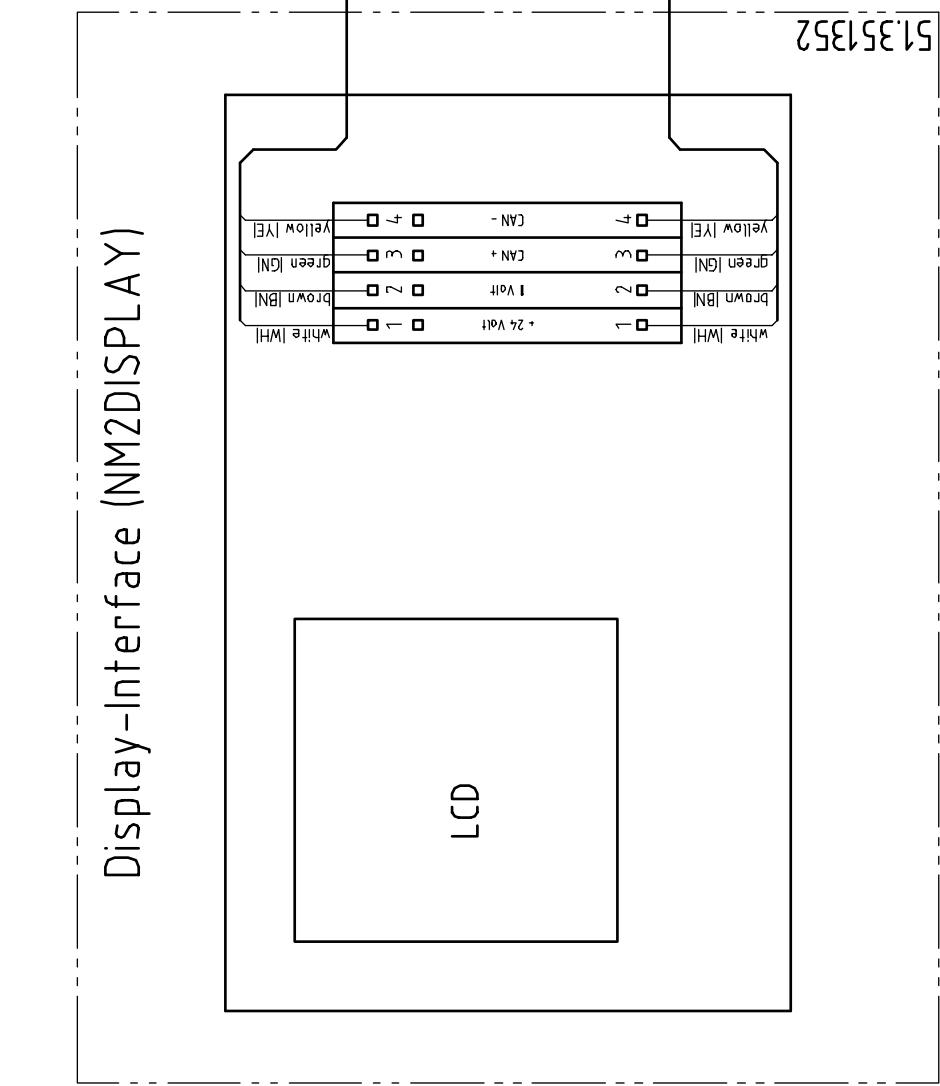 51.351352
Display-Interface (NM2DISPLAY)
yellow |YE| 4 CAN - 4 yellow |YE|
green |GN| 3 CAN + 3 green |GN|
brown |BN| 2 Volt 2 brown |BN|
white |WH| 1 + 24 Volt 1 white |WH|
LCD